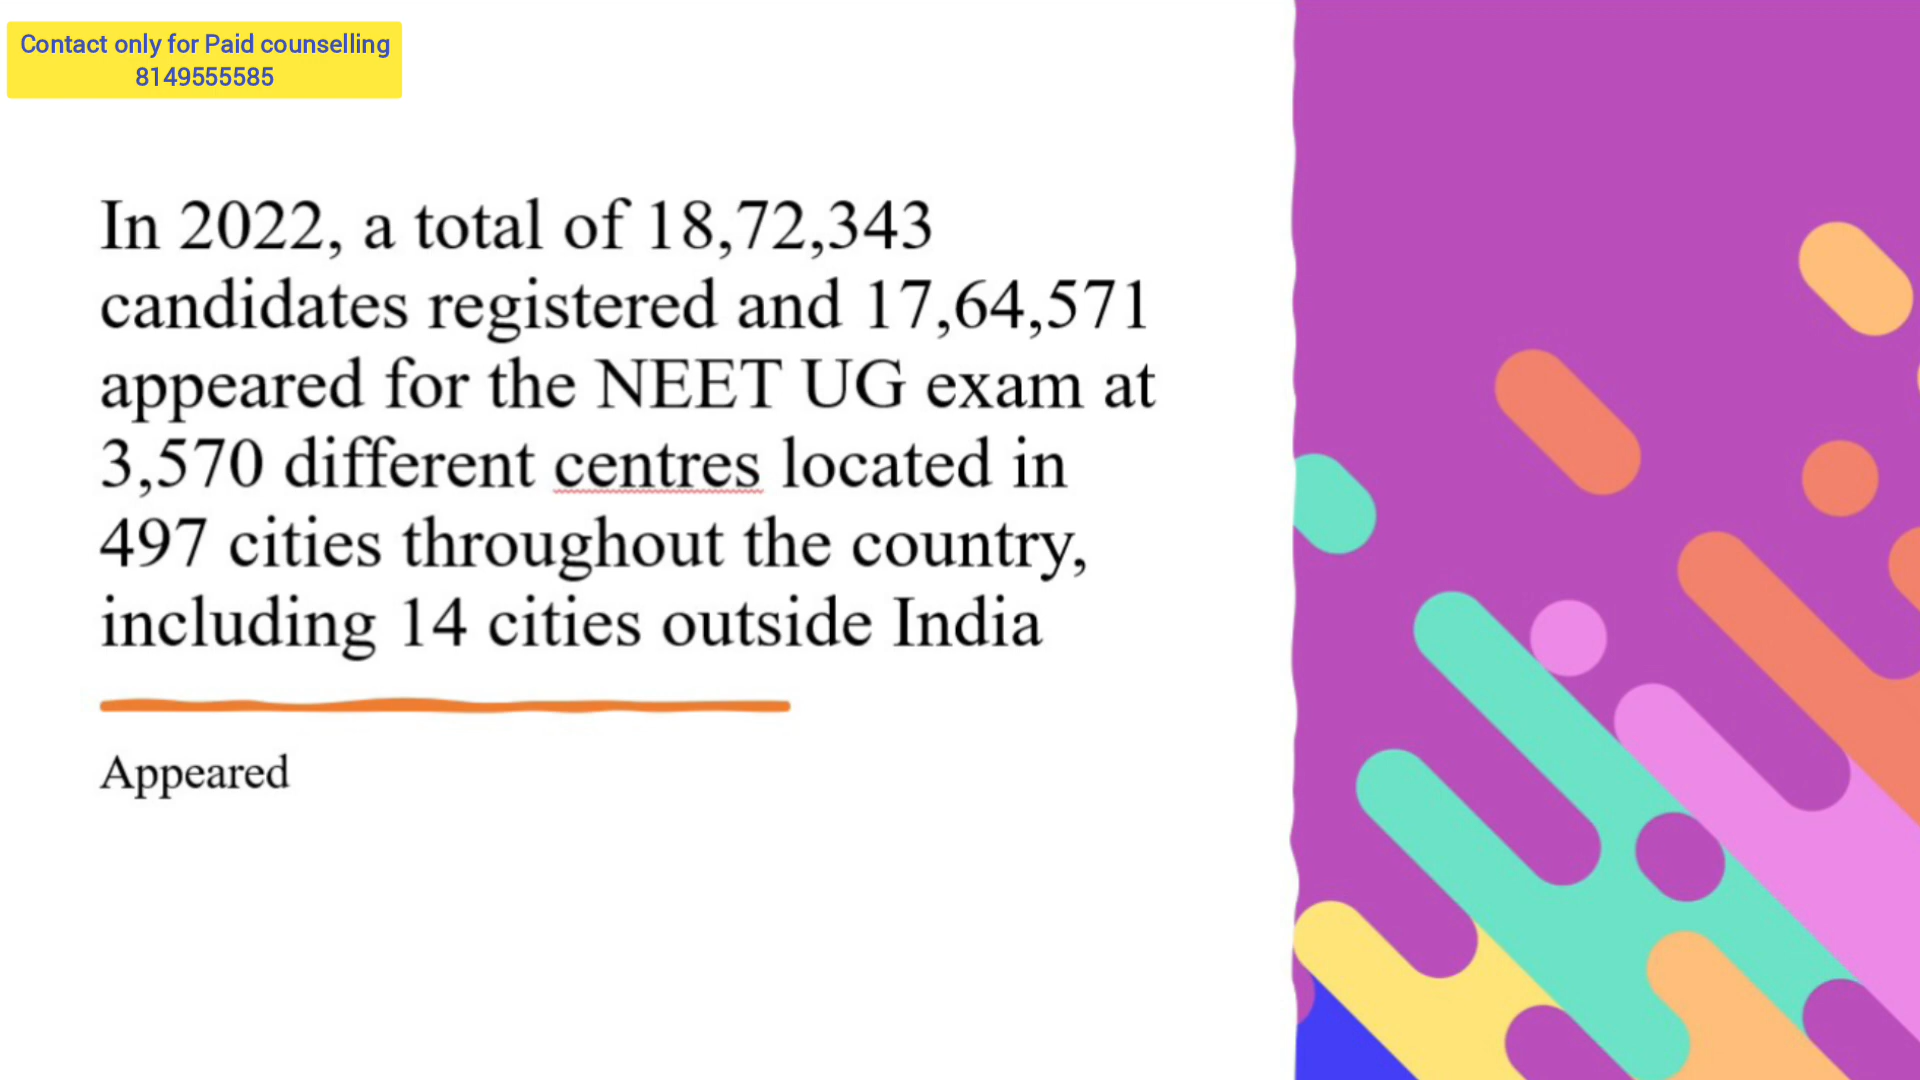 Contact only for Paid counselling
8149555585
In 2022, a total of 18,72,343
candidates registered and 17,64,571
appeared for the NEET UG exam at
3,570 different centres located in
497 cities throughout the country,
including 14 cities outside India
Appeared